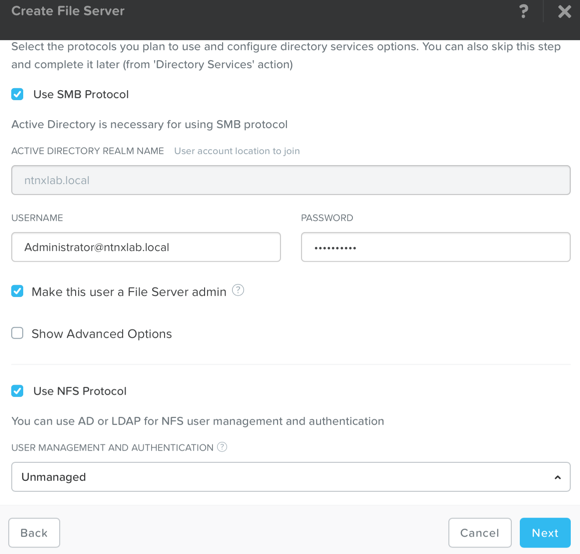 Create File Server ?
Select the protocols you plan to use and configure directory services options. You can also skip this step
and complete it later (from 'Directory Services' action)
Use SMB Protocol
Active Directory is necessary for using SMB protocol
ACTIVE DIRECTORY REALM NAME User account location to join
ntnxlab.local
USERNAME PASSWORD
Administrator@ntnxlab.local ••••••••••
Make this user a File Server admin ?
Show Advanced Options
Use NFS Protocol
You can use AD or LDAP for NFS user management and authentication
USER MANAGEMENT AND AUTHENTICATION ?
Unmanaged
Back Cancel Next